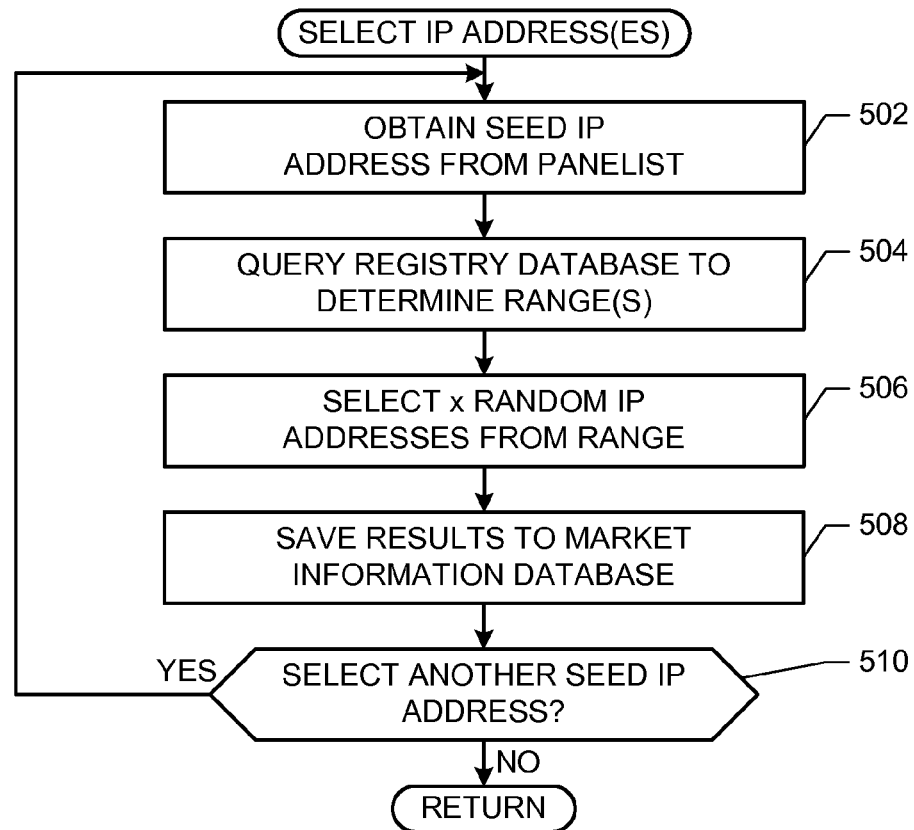 SELECT IP ADDRESS(ES)
OBTAIN SEED IP
ADDRESS FROM PANELIST
502
QUERY REGISTRY DATABASE TO
DETERMINE RANGE(S)
504
SELECT x RANDOM IP
ADDRESSES FROM RANGE
506
SAVE RESULTS TO MARKET
INFORMATION DATABASE
508
YES
SELECT ANOTHER SEED IP
ADDRESS?
510
NO
RETURN